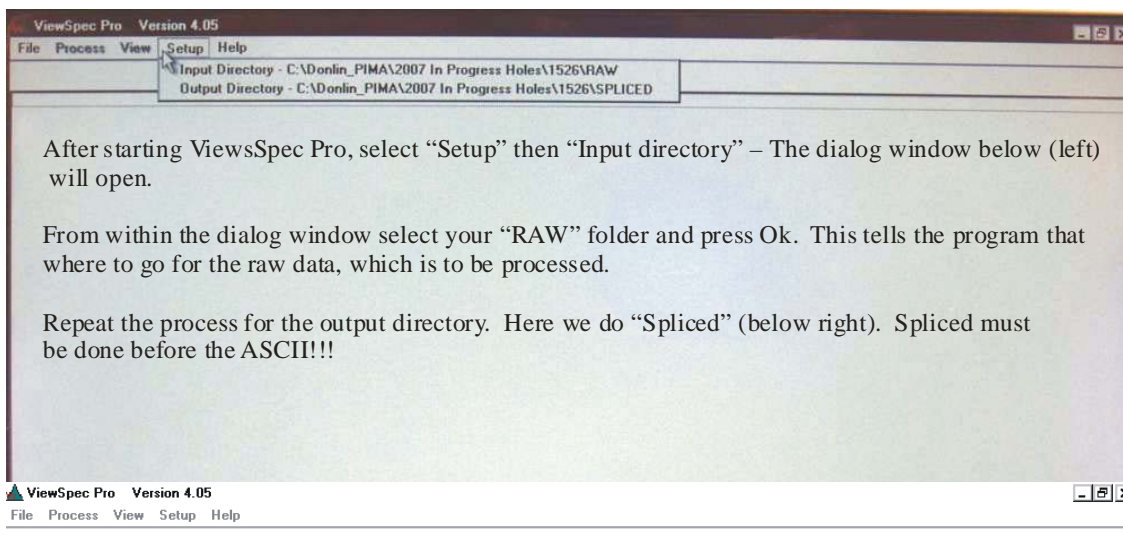 ViewSpec Pro Version 4.05
File Process View Setup Help
Input Directory - C:\Donlin_PIMA\2007 In Progress Holes\1526\RAW
Output Directory - C:\Donlin_PIMA\2007 In Progress Holes\1526\SPLICED
After starting ViewsSpec Pro, select “Setup” then “Input directory” – The dialog window below (left)
will open.
From within the dialog window select your “RAW” folder and press Ok. This tells the program that
where to go for the raw data, which is to be processed.
Repeat the process for the output directory. Here we do “Spliced” (below right). Spliced must
be done before the ASCII!!!
ViewSpec Pro Version 4.05
File Process View Setup Help